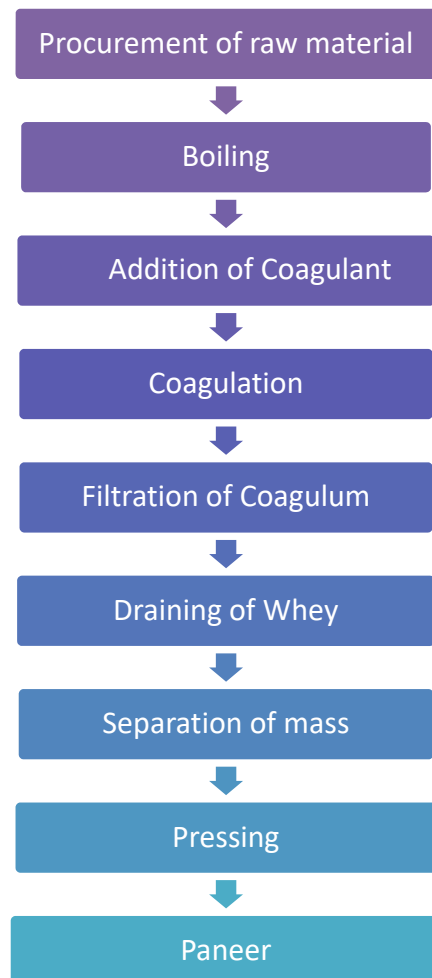 Procurement of raw material
Boiling
Addition of Coagulant
Coagulation
Filtration of Coagulum
Draining of Whey
Separation of mass
Pressing
Paneer